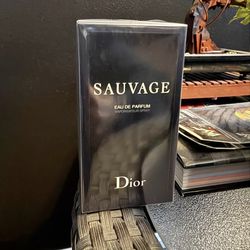 SAUVAGE
EAU DE PARFUM
VAPORISATEUR SPRAY
Dior